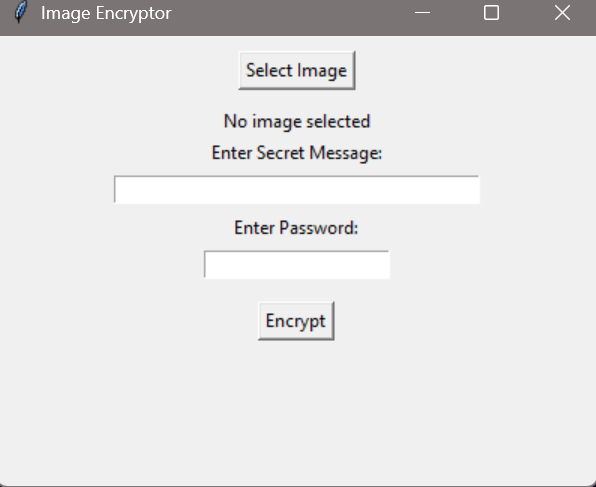 Image Encryptor
Select Image
No image selected
Enter Secret Message:
Enter Password:
Encrypt